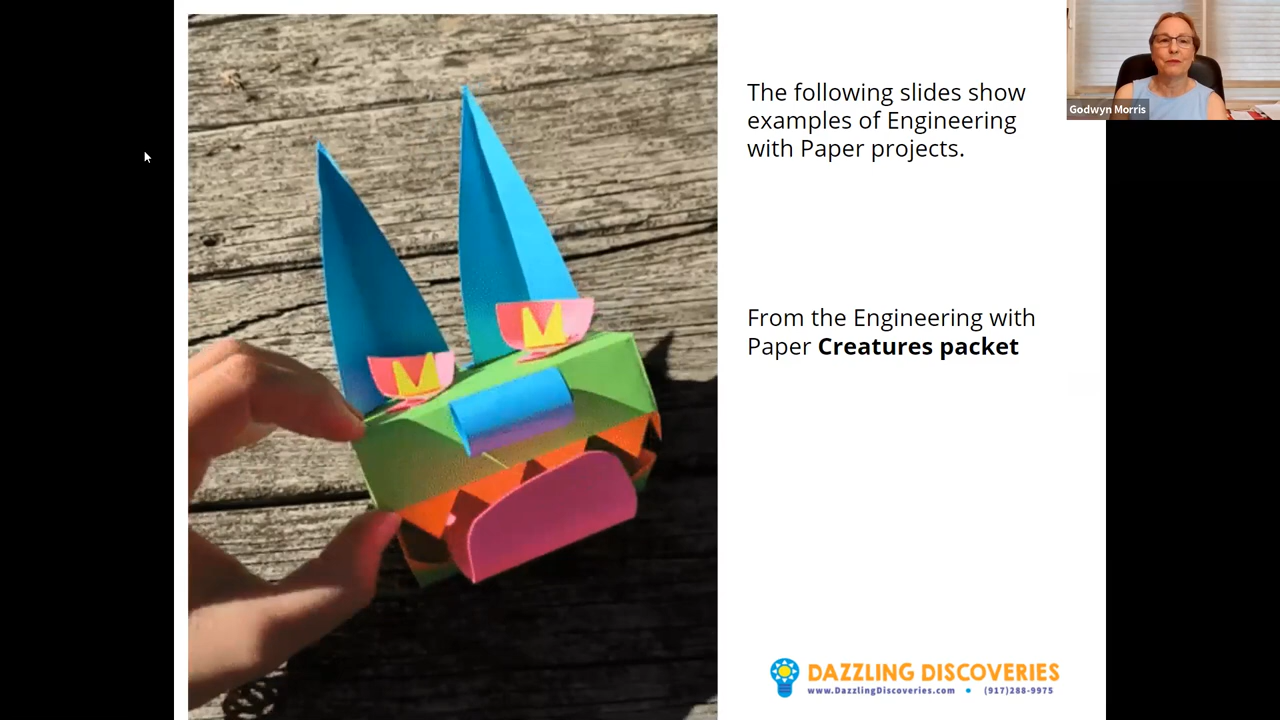 The following slides show
examples of Engineering
with Paper projects.
Godwyn Morris
From the Engineering with
Paper Creatures packet
DAZZLING DISCOVERIES
www.DazzlingDiscoveries.com • (917)288-9975